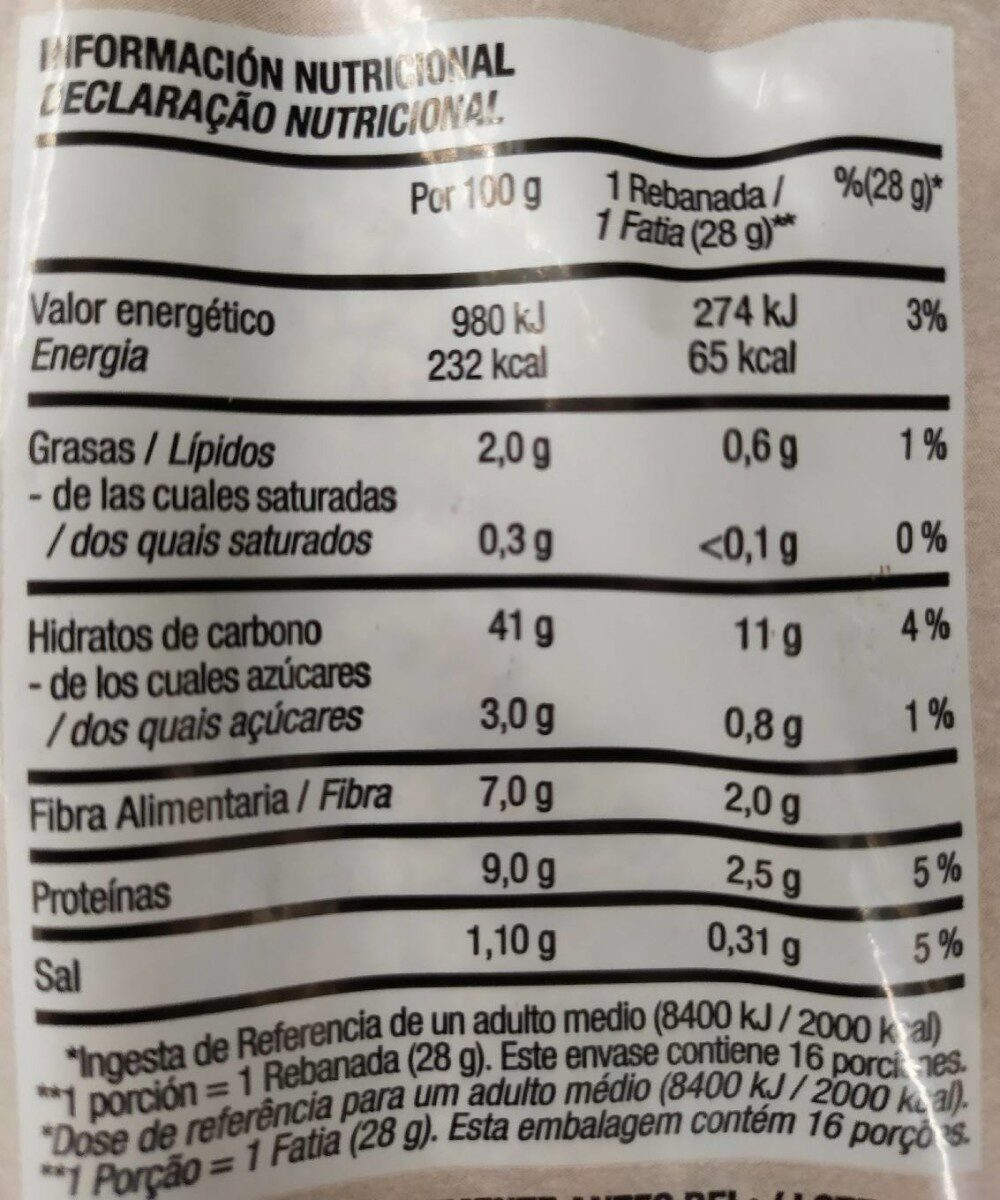 INFORMACIÓN NUTRICIONAL
DECLARAÇÃO NUTRICIONAL
Por 100 g 1 Rebanada / %(28 g)*
1 Fatia (28 g)**
Valor energético 980 kJ 274 kJ 3%
Energia 232 kcal 65 kcal
Grasas / Lípidos 2,0 g 0,6 g 1%
- de las cuales saturadas
/ dos quais saturados 0,3 g <0,1 g 0%
Hidratos de carbono 41 g 11 g 4%
- de los cuales azúcares
/ dos quais açúcares 3,0 g 0,8 g 1%
Fibra Alimentaria / Fibra 7,0 g 2,0 g
Proteínas 9,0 g 2,5 g 5%
Sal 1,10 g 0,31 g 5%
*Ingesta de Referencia de un adulto medio (8400 kJ / 2000 kcal)
**1 porción = 1 Rebanada (28 g). Este envase contiene 16 porciones.
*Dose de referência para um adulto médio (8400 kJ / 2000 kcal).
**1 Porção = 1 Fatia (28 g). Esta embalagem contém 16 porções.